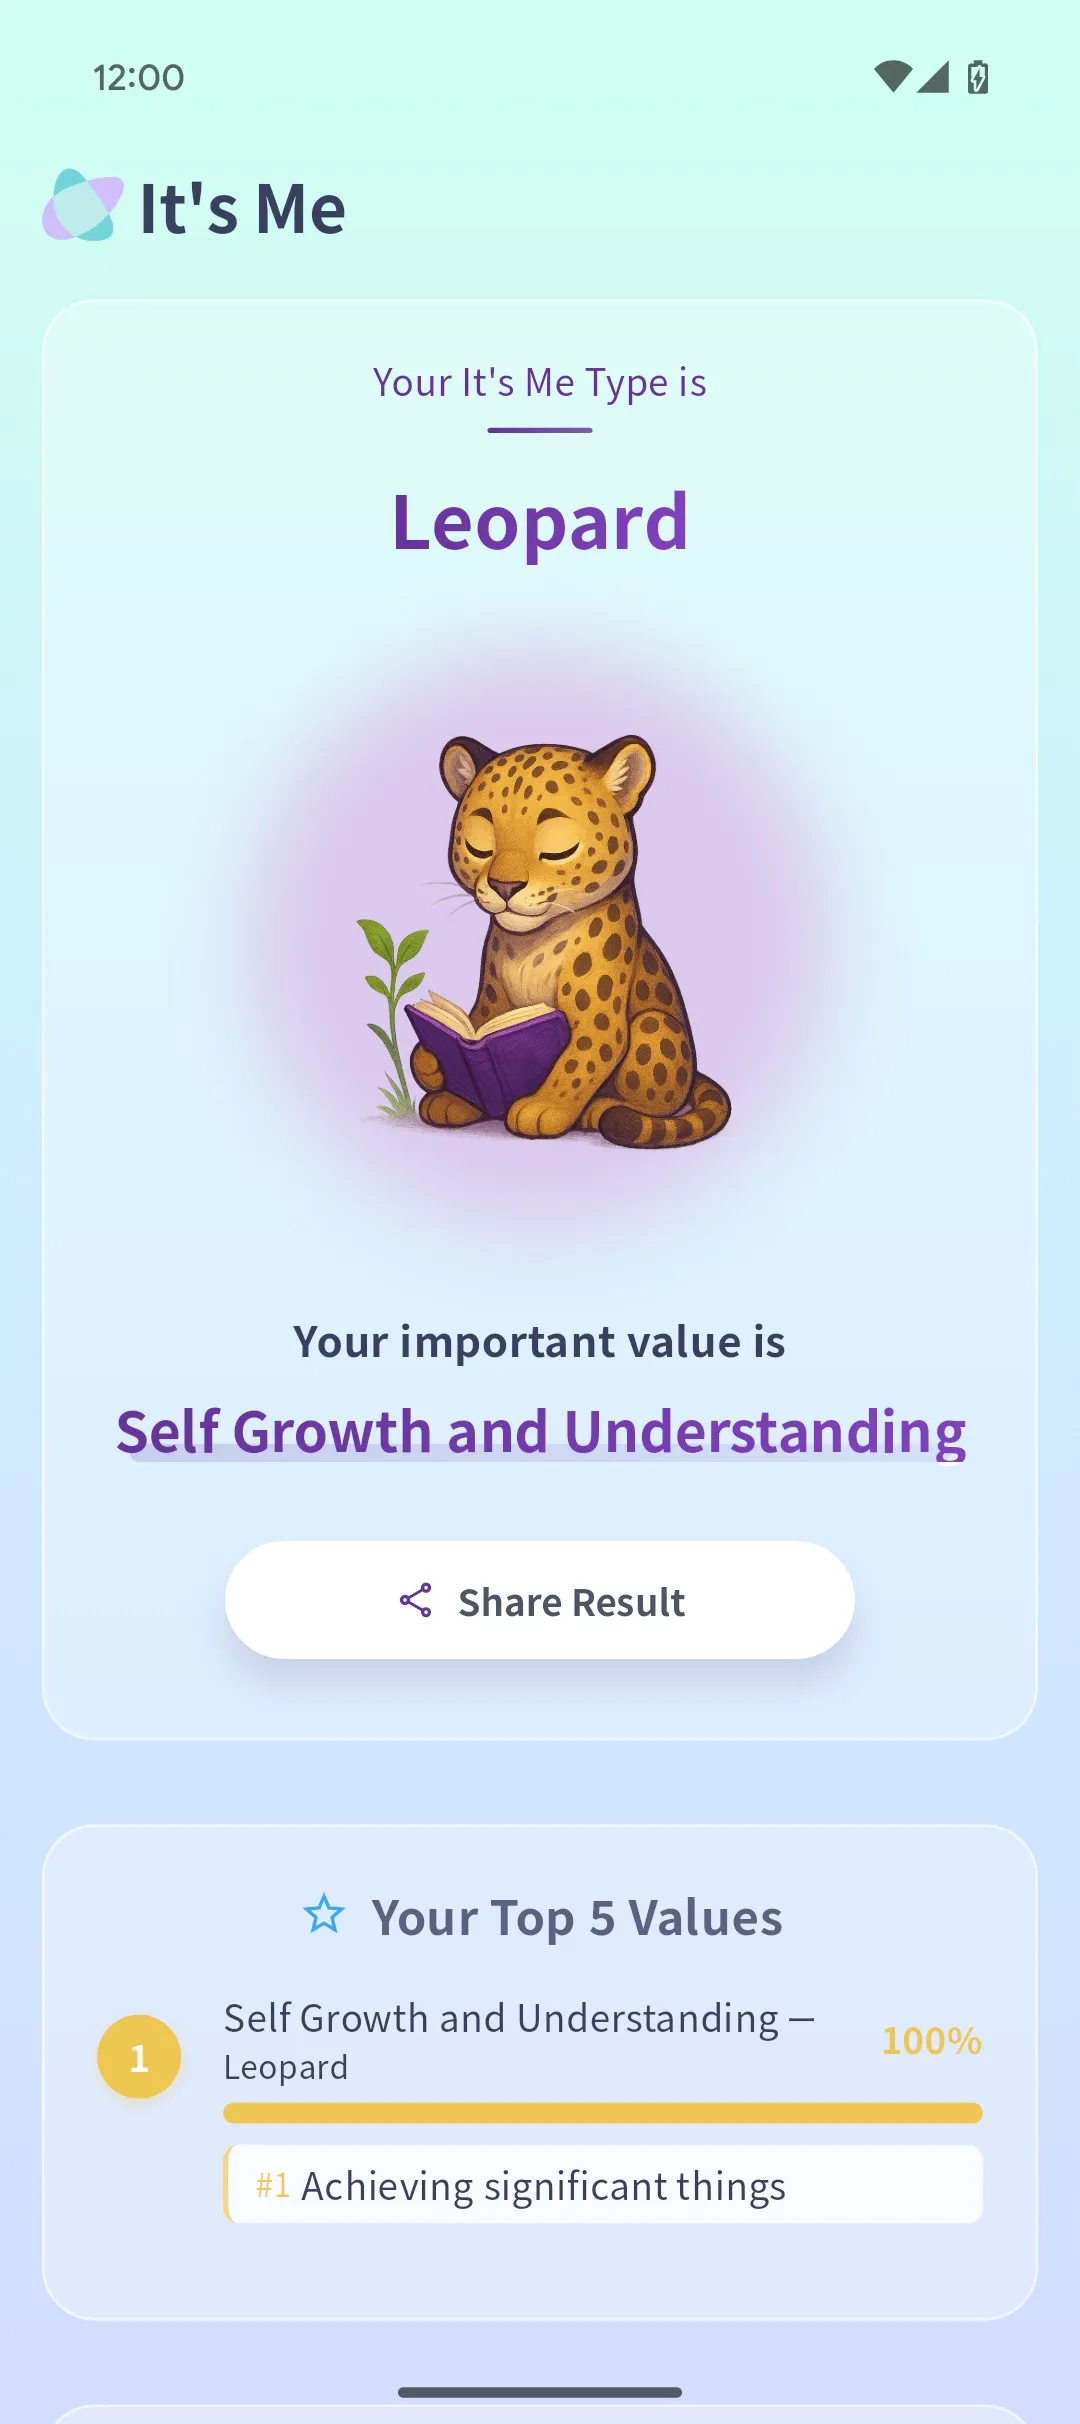 12:00
It's Me
Your It's Me Type is
Leopard
Your important value is
Self Growth and Understanding
Share Result
Your Top 5 Values
1
Self Growth and Understanding —
Leopard
100%
#1 Achieving significant things